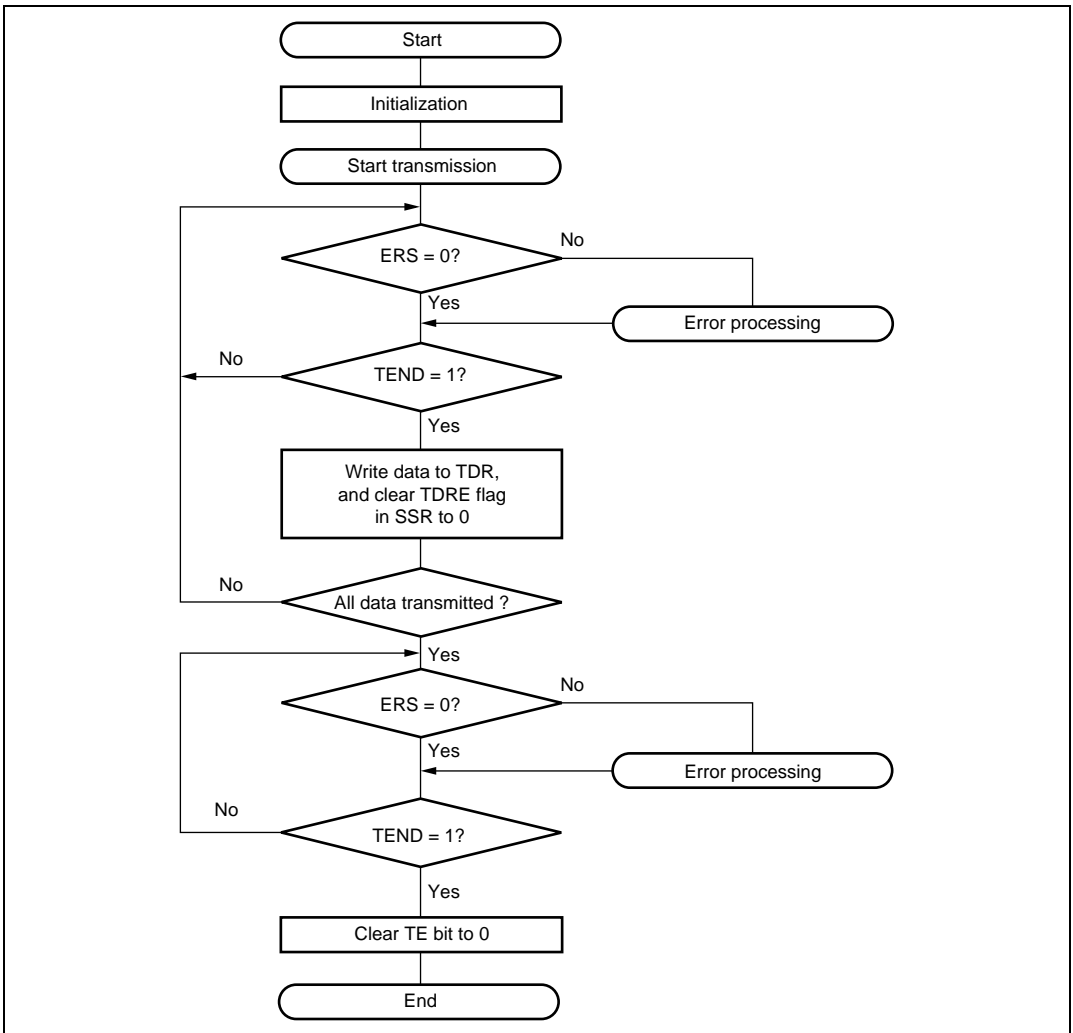 Start
Initialization
Start transmission
ERS = 0?
No
Yes
Error processing
No
TEND = 1?
Yes
Write data to TDR,
and clear TDRE flag
in SSR to 0
No
All data transmitted ?
Yes
ERS = 0?
No
Yes
Error processing
No
TEND = 1?
Yes
Clear TE bit to 0
End